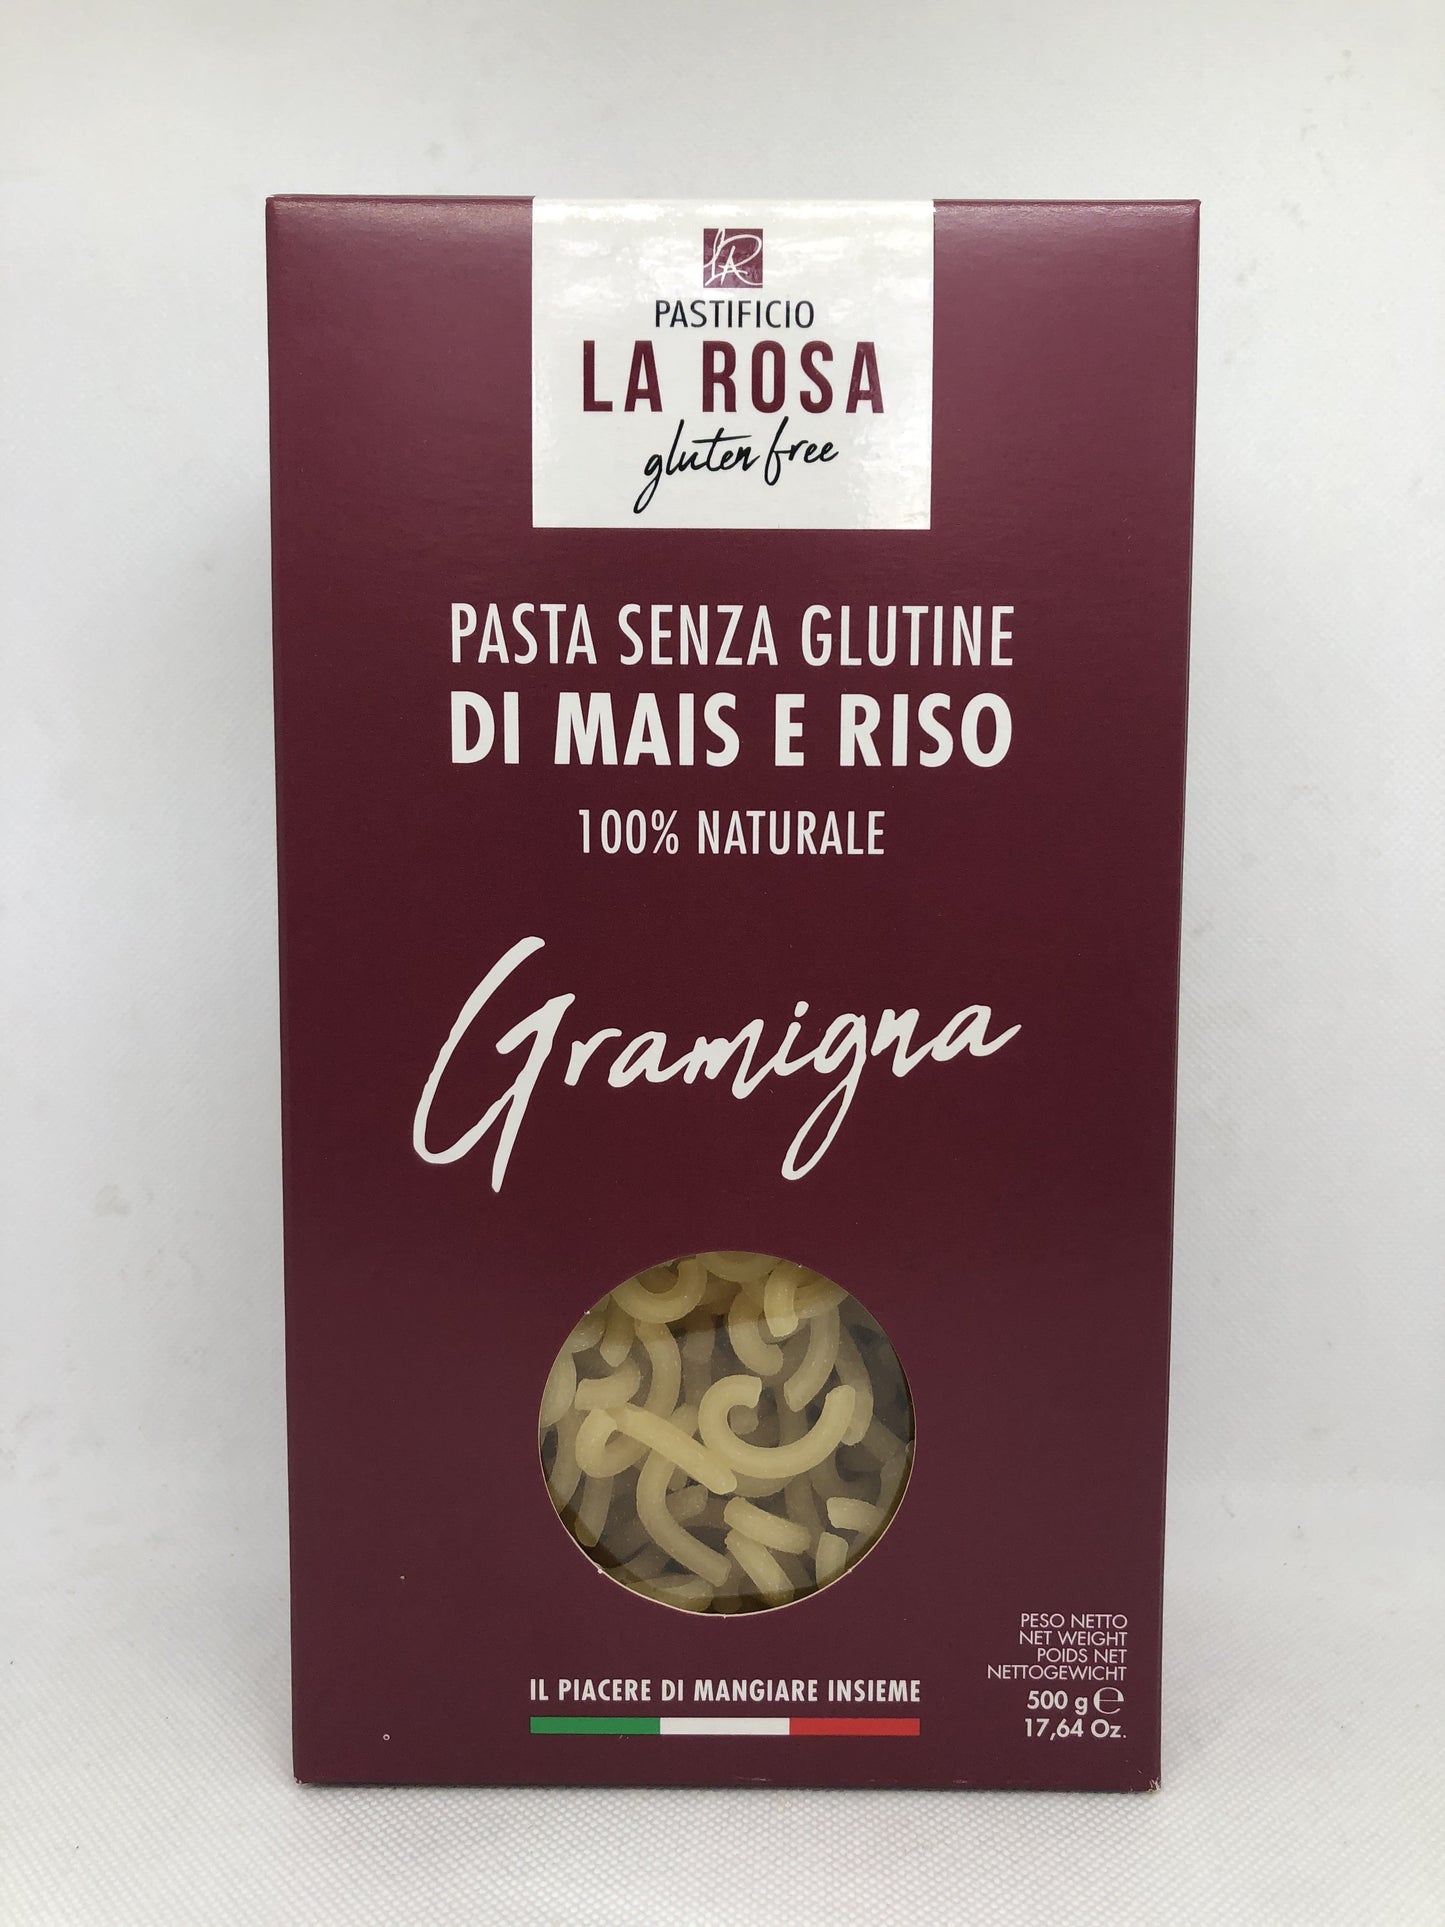 LR
PASTIFICIO
LA ROSA
gluten free
PASTA SENZA GLUTINE
DI MAIS E RISO
100% NATURALE
Gramigna
PESO NETTO
NET WEIGHT
POIDS NET
NETTOGEWICHT
500 g ℮
17,64 Oz.
IL PIACERE DI MANGIARE INSIEME